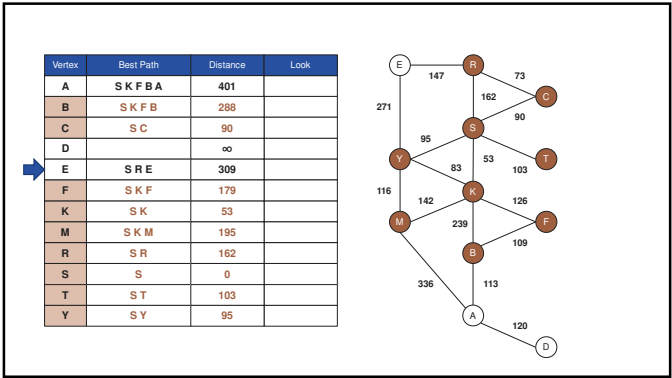 Vertex Best Path Distance Look
A S K F B A 401
B S K F B 288
C S C 90
D ∞
E S R E 309
F S K F 179
K S K 53
M S K M 195
R S R 162
S S 0
T S T 103
Y S Y 95
E R
147 73
C
271 162 90
S
95
Y 53 T
83 103
116 K
142 126
M 239 F
109
B
336 113
A
120
D